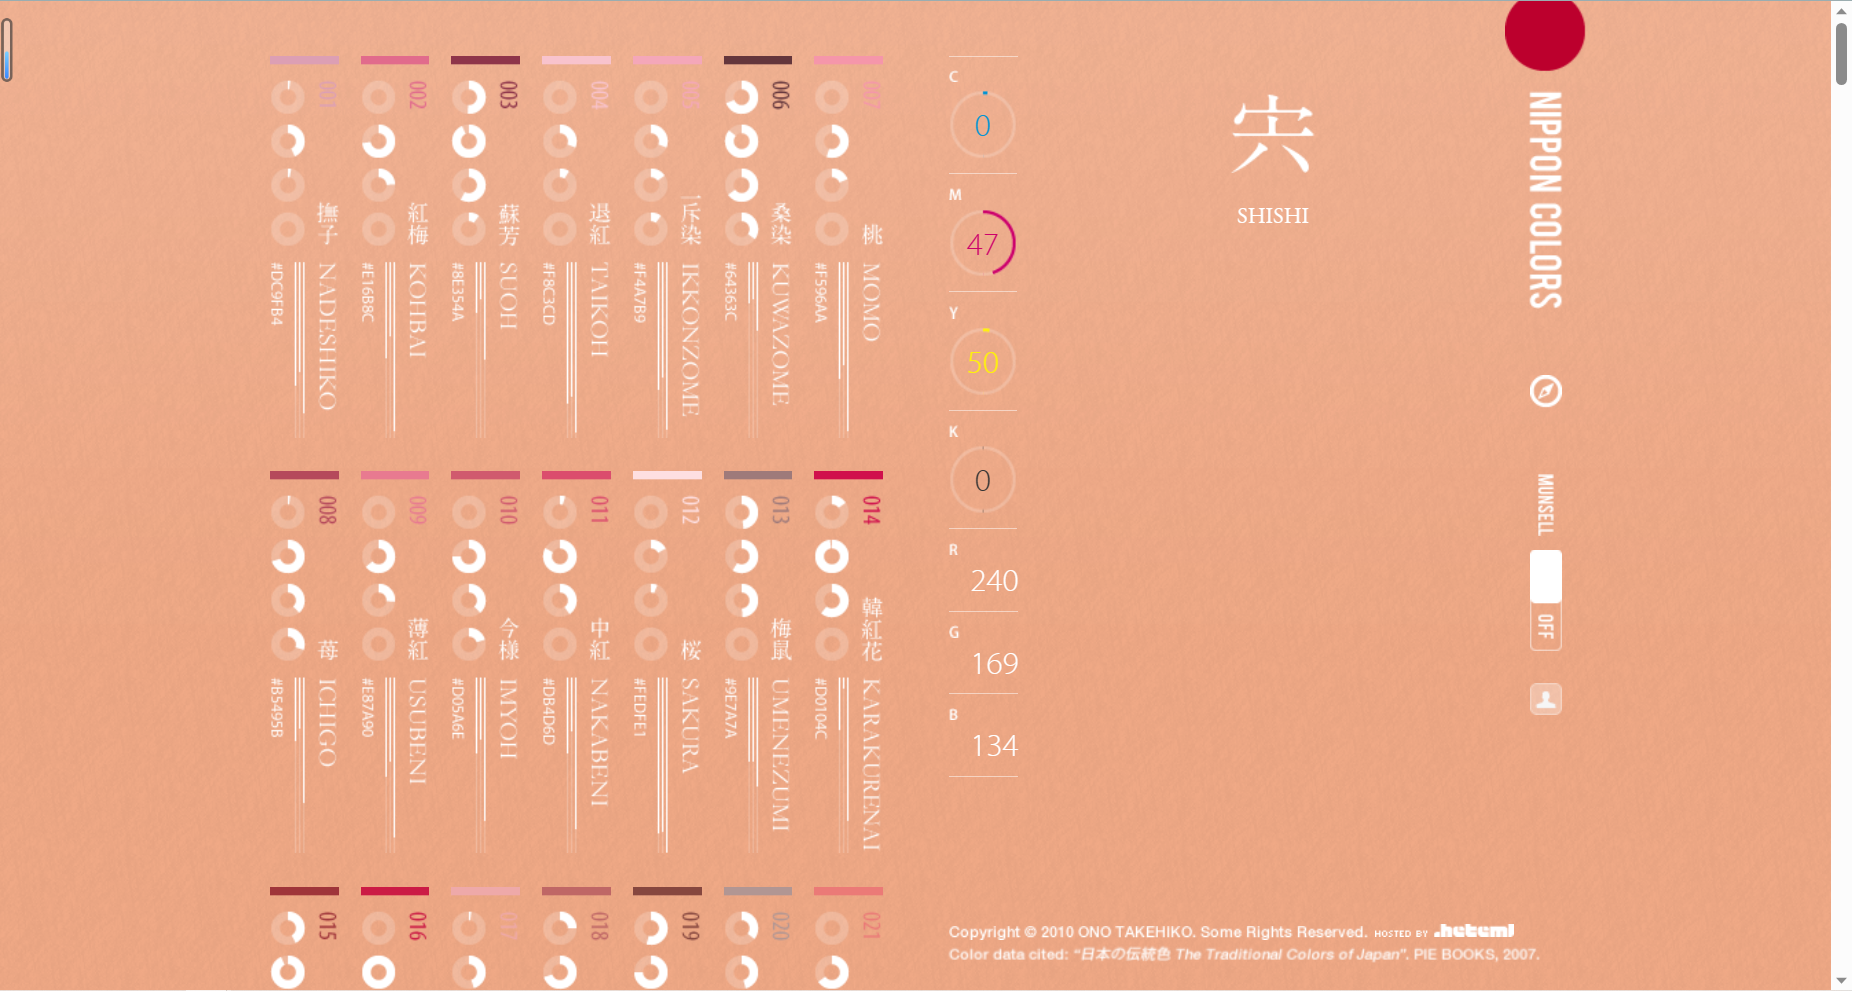 001
撫子
NADESHIKO
#DC9FB4
002
紅梅
KOHBAI
#E16B8C
003
蘇芳
SUOH
#8E354A
004
退紅
TAIKOH
#F8C3CD
005
一斥染
IKKONZOME
#F4A7B9
006
桑染
KUWAZOME
#64363C
007
桃
MOMO
#F596AA
008
苺
ICHIGO
#B5495B
009
薄紅
USUBENI
#E87A90
010
今様
IMYOH
#D05A6E
011
中紅
NAKABENI
#DB4D6D
012
桜
SAKURA
#FEDFE1
013
梅鼠
UMENEZUMI
#9E7A7A
014
韓紅花
KARAKURENAI
#D0104C
015
016
017
018
019
020
021
C
0
M
47
Y
50
K
0
R
240
G
169
B
134
宍
SHISHI
NIPPON COLORS
MUNSELL
OFF
Copyright © 2010 ONO TAKEHIKO. Some Rights Reserved. HOSTED BY .heteml
Color data cited: “日本の伝統色 The Traditional Colors of Japan”. PIE BOOKS, 2007.